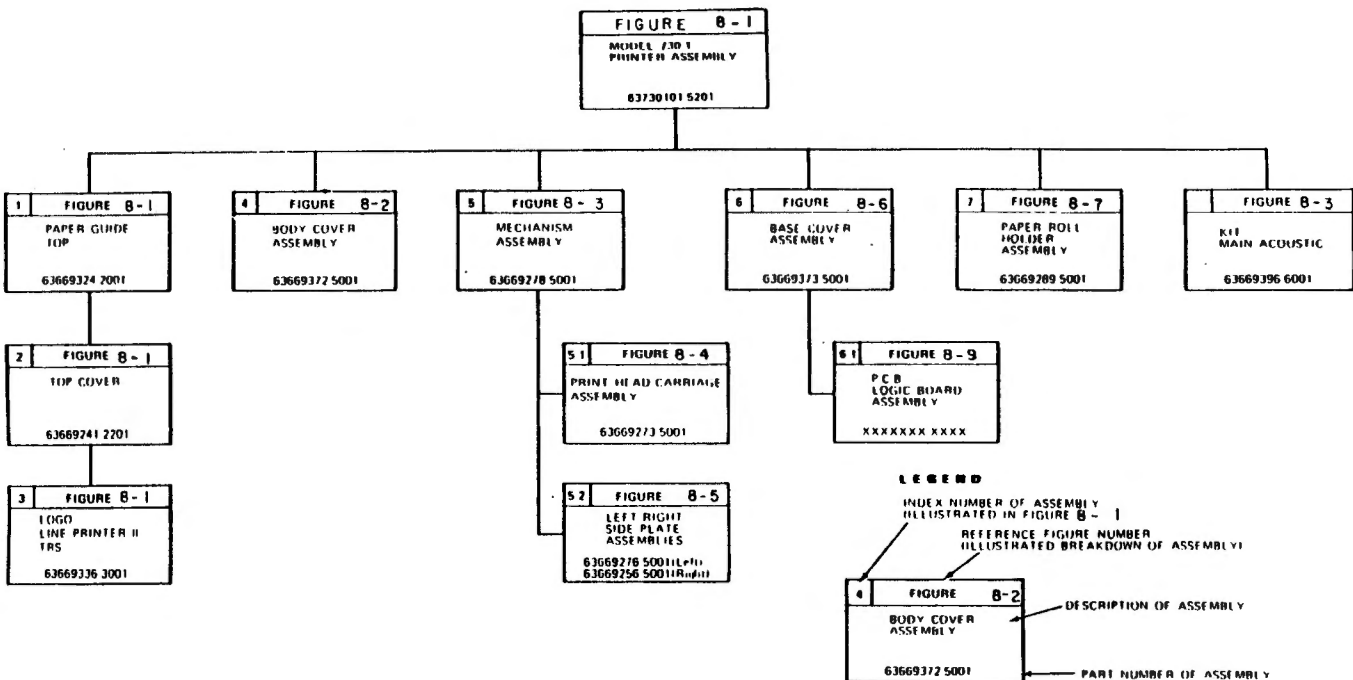 FIGURE 8-1
MODEL 730 1
PRINTER ASSEMBLY
63730101 5201
1 FIGURE 8-1
PAPER GUIDE
TOP
63669324 2001
4 FIGURE 8-2
BODY COVER
ASSEMBLY
63669372 5001
5 FIGURE 8-3
MECHANISM
ASSEMBLY
63669278 5001
6 FIGURE 8-6
BASE COVER
ASSEMBLY
63669373 5001
7 FIGURE 8-7
PAPER ROLL
HOLDER
ASSEMBLY
63669289 5001
FIGURE 8-3
KIT
MAIN ACOUSTIC
63669396 6001
2 FIGURE 8-1
TOP COVER
63669241 2201
5 1 FIGURE 8-4
PRINT HEAD CARRIAGE
ASSEMBLY
63669273 5001
6 1 FIGURE 8-9
P C B
LOGIC BOARD
ASSEMBLY
XXXXXXX XXXX
3 FIGURE 8-1
LOGO
LINE PRINTER II
TRS
63669336 3001
5 2 FIGURE 8-5
LEFT RIGHT
SIDE PLATE
ASSEMBLIES
63669276 5001(Left)
63669256 5001(Right)
LEGEND
INDEX NUMBER OF ASSEMBLY
(ILLUSTRATED IN FIGURE 8-1
REFERENCE FIGURE NUMBER
(ILLUSTRATED BREAKDOWN OF ASSEMBLY)
4 FIGURE 8-2
BODY COVER
ASSEMBLY
63669372 5001
DESCRIPTION OF ASSEMBLY
PART NUMBER OF ASSEMBLY